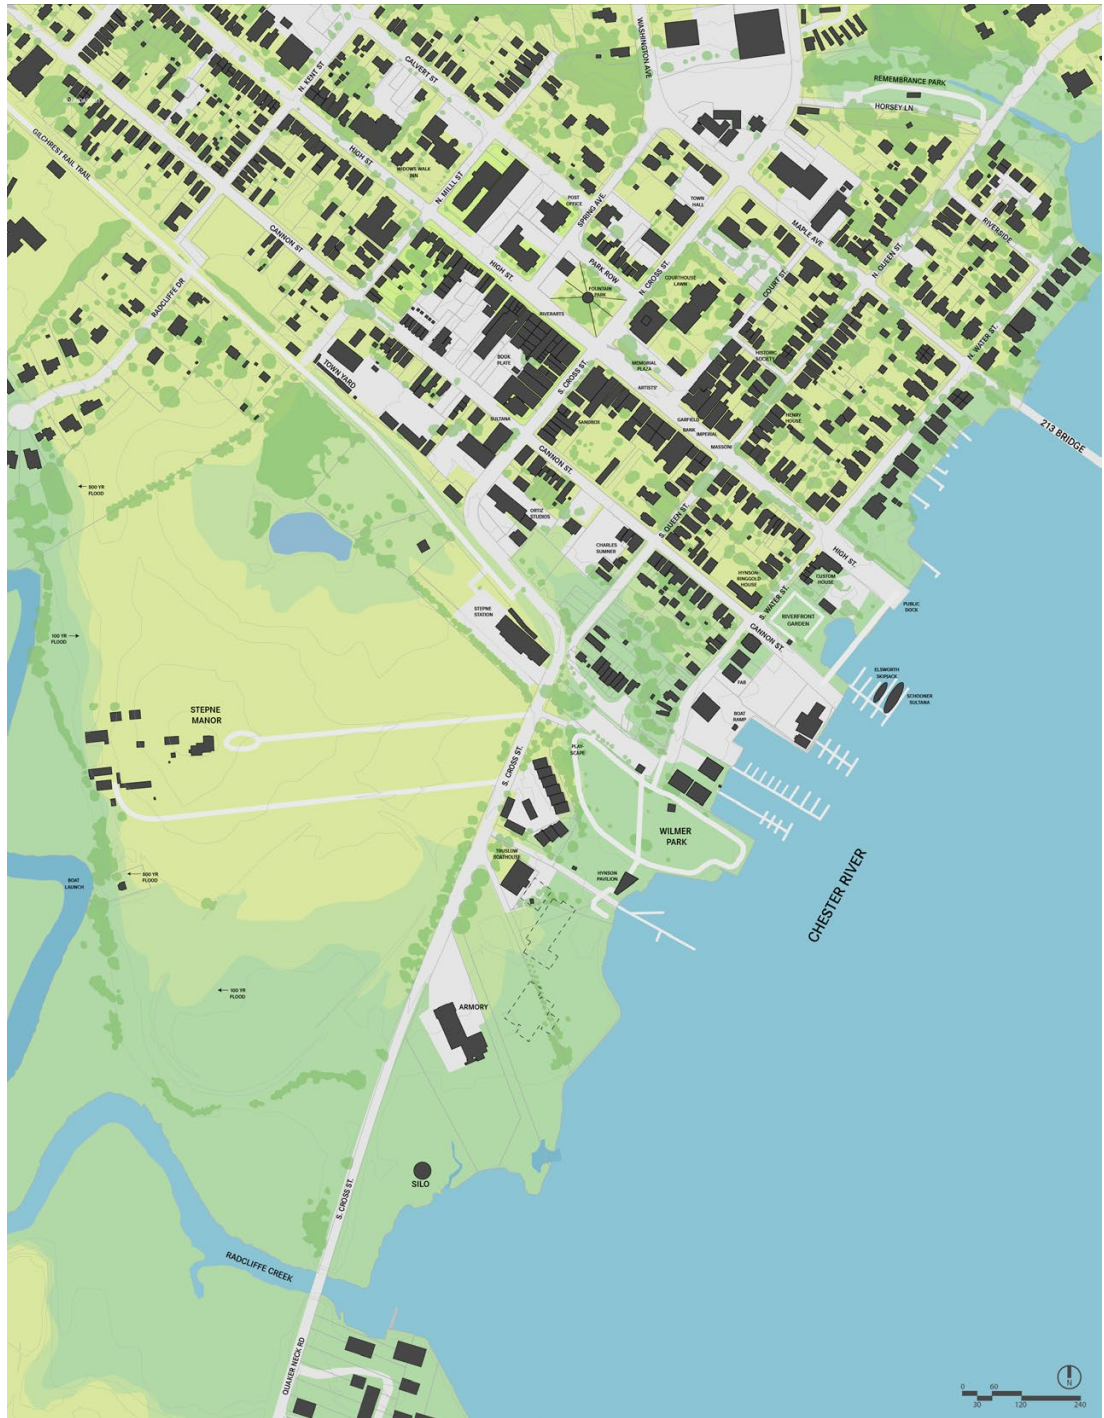 WASHINGTON AVE
CALVERT ST
N. KENT ST
REMEMBRANCE PARK
HORSEY LN
GILCHREST RAIL TRAIL
HIGH ST
WIDOWS WALK
INN
N. MILLL ST
POST
OFFICE
SPRING AVE
TOWN
HALL
MAPLE AVE
RIVERSIDE
N. QUEEN ST.
CANNON ST
HIGH ST.
PARK ROW
N. CROSS ST.
COURTHOUSE
LAWN
COURT ST
RADCLIFFE DR
FOUNTAIN
PARK
RIVERARTS
N. WATER ST.
BOOK
PLATE
MEMORIAL
PLAZA
HISTORIC
SOCIETY
TOWN YARD
S. CROSS ST.
ARTISTS'
SULTANA
SANDBOX
GARFIELD
BANK
IMPERIAL
MASSONI
HENRY
HOUSE
213 BRIDGE
CANNON ST.
500 YR
FLOOD
ORTIZ
STUDIOS
S. QUEEN ST.
CHARLES
SUMNER
HIGH ST.
HYNSON
RINGGOLD
HOUSE
CUSTOM
HOUSE
S. WATER ST.
PUBLIC
DOCK
STEPNE
STATION
RIVERFRONT
GARDEN
100 YR
FLOOD
CANNON ST.
ELSWORTH
SKIPJACK
FAB
SCHOONER
SULTANA
STEPNE
MANOR
BOAT
RAMP
PLAY-
SCAPE
S. CROSS ST.
WILMER
PARK
TRUSLOW
BOATHOUSE
HYNSON
PAVILION
500 YR
FLOOD
BOAT
LAUNCH
CHESTER RIVER
100 YR
FLOOD
ARMORY
SILO
S. CROSS ST.
RADCLIFFE CREEK
QUAKER NECK RD
N
0 60
30 120 240